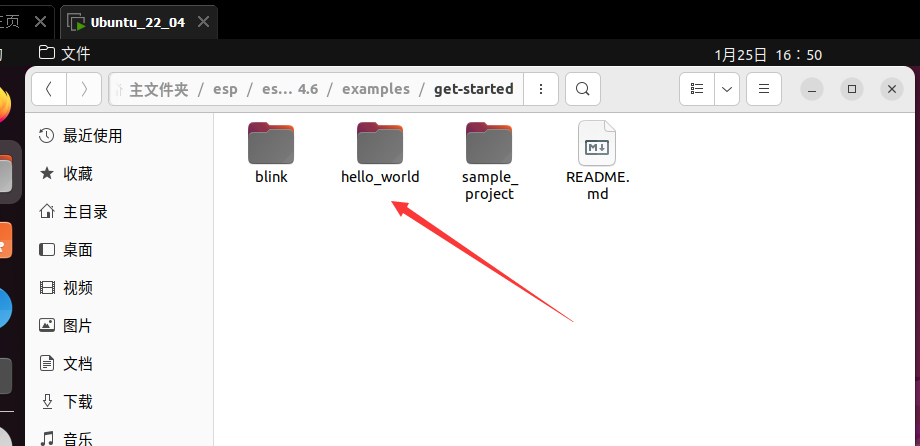 主页
Ubuntu_22_04
文件
1月25日 16:50
主文件夹 / esp / es… 4.6 / examples / get-started
最近使用
收藏
主目录
桌面
视频
图片
文档
下载
音乐
blink
hello_world
sample_
project
README.
md